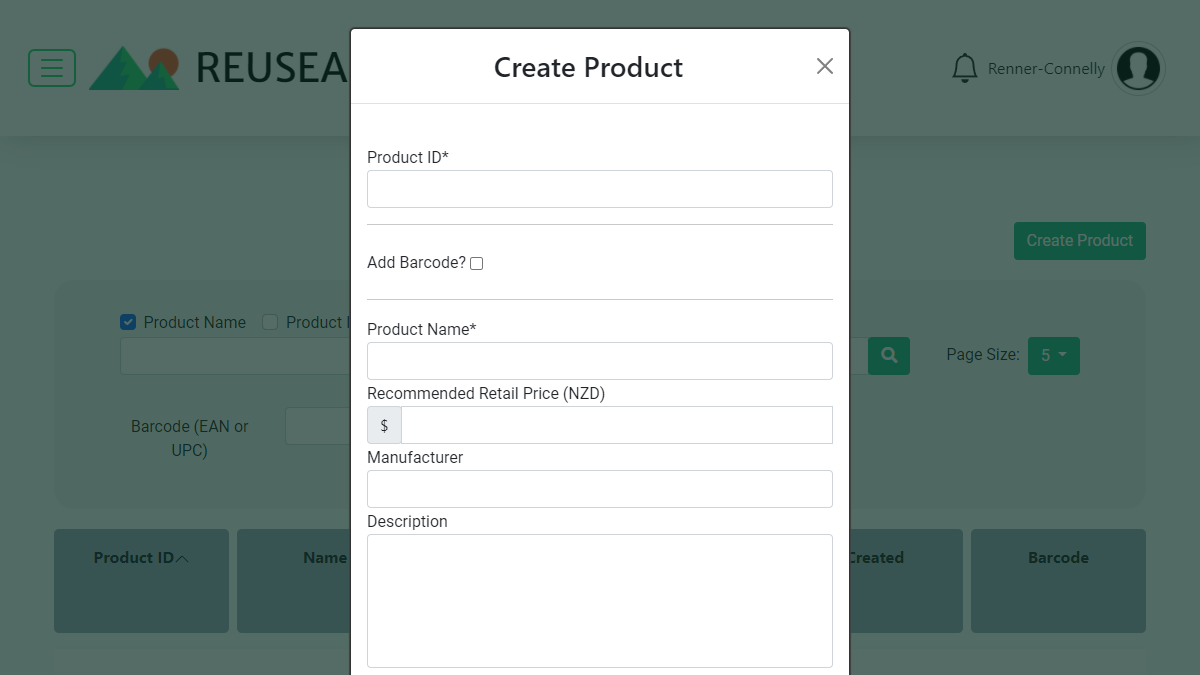 REUSEA
Renner-Connelly
Create Product
Product ID*
Add Barcode?
Product Name*
Recommended Retail Price (NZD)
$
Manufacturer
Description
Create Product
Product Name
Product I
Page Size: 5
Barcode (EAN or
UPC)
Product ID
Name
Created
Barcode